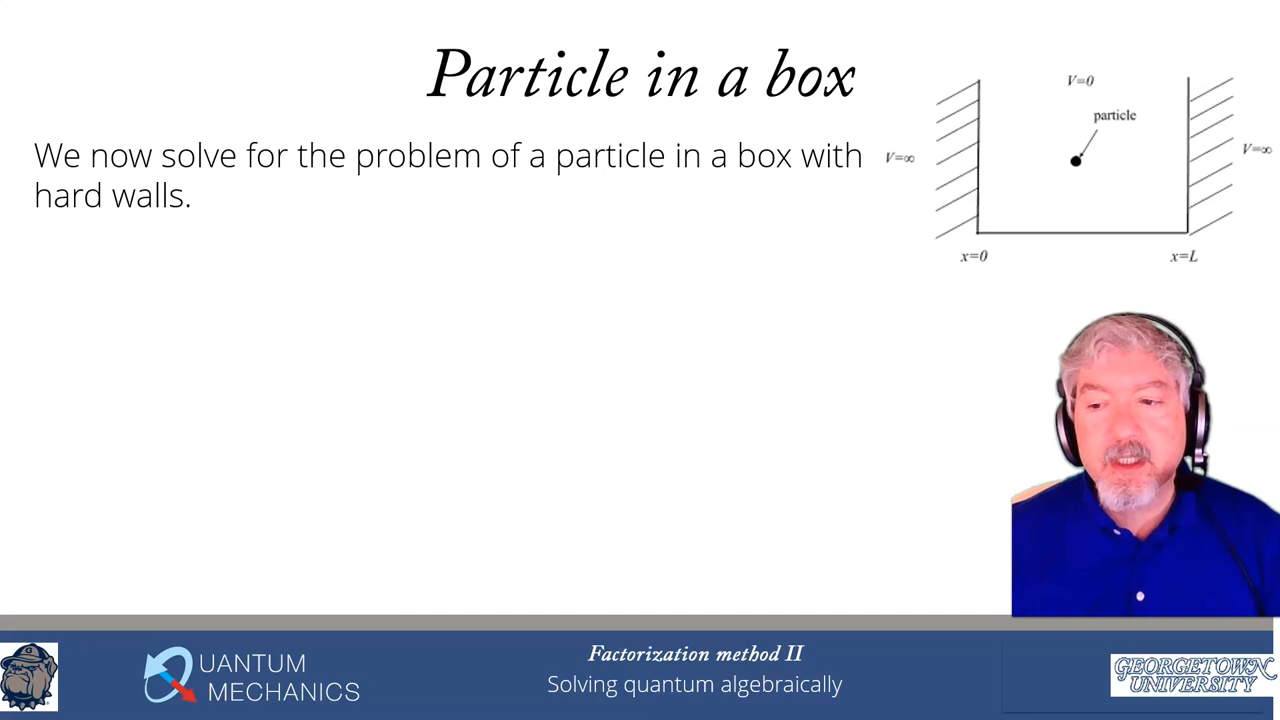 Particle in a box
We now solve for the problem of a particle in a box with
hard walls.
V=0
particle
V=∞
V=∞
x=0
x=L
UANTUM
MECHANICS
Factorization method II
Solving quantum algebraically
GEORGETOWN
UNIVERSITY